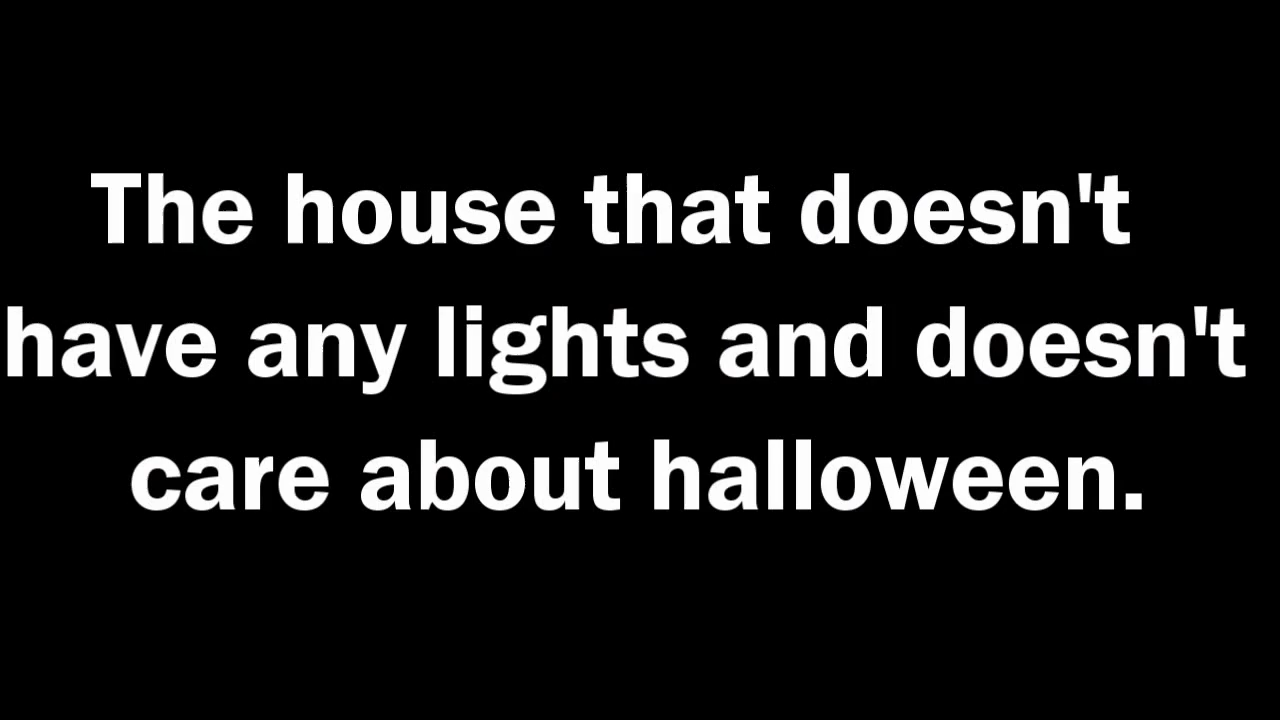 The house that doesn't
have any lights and doesn't
care about halloween.